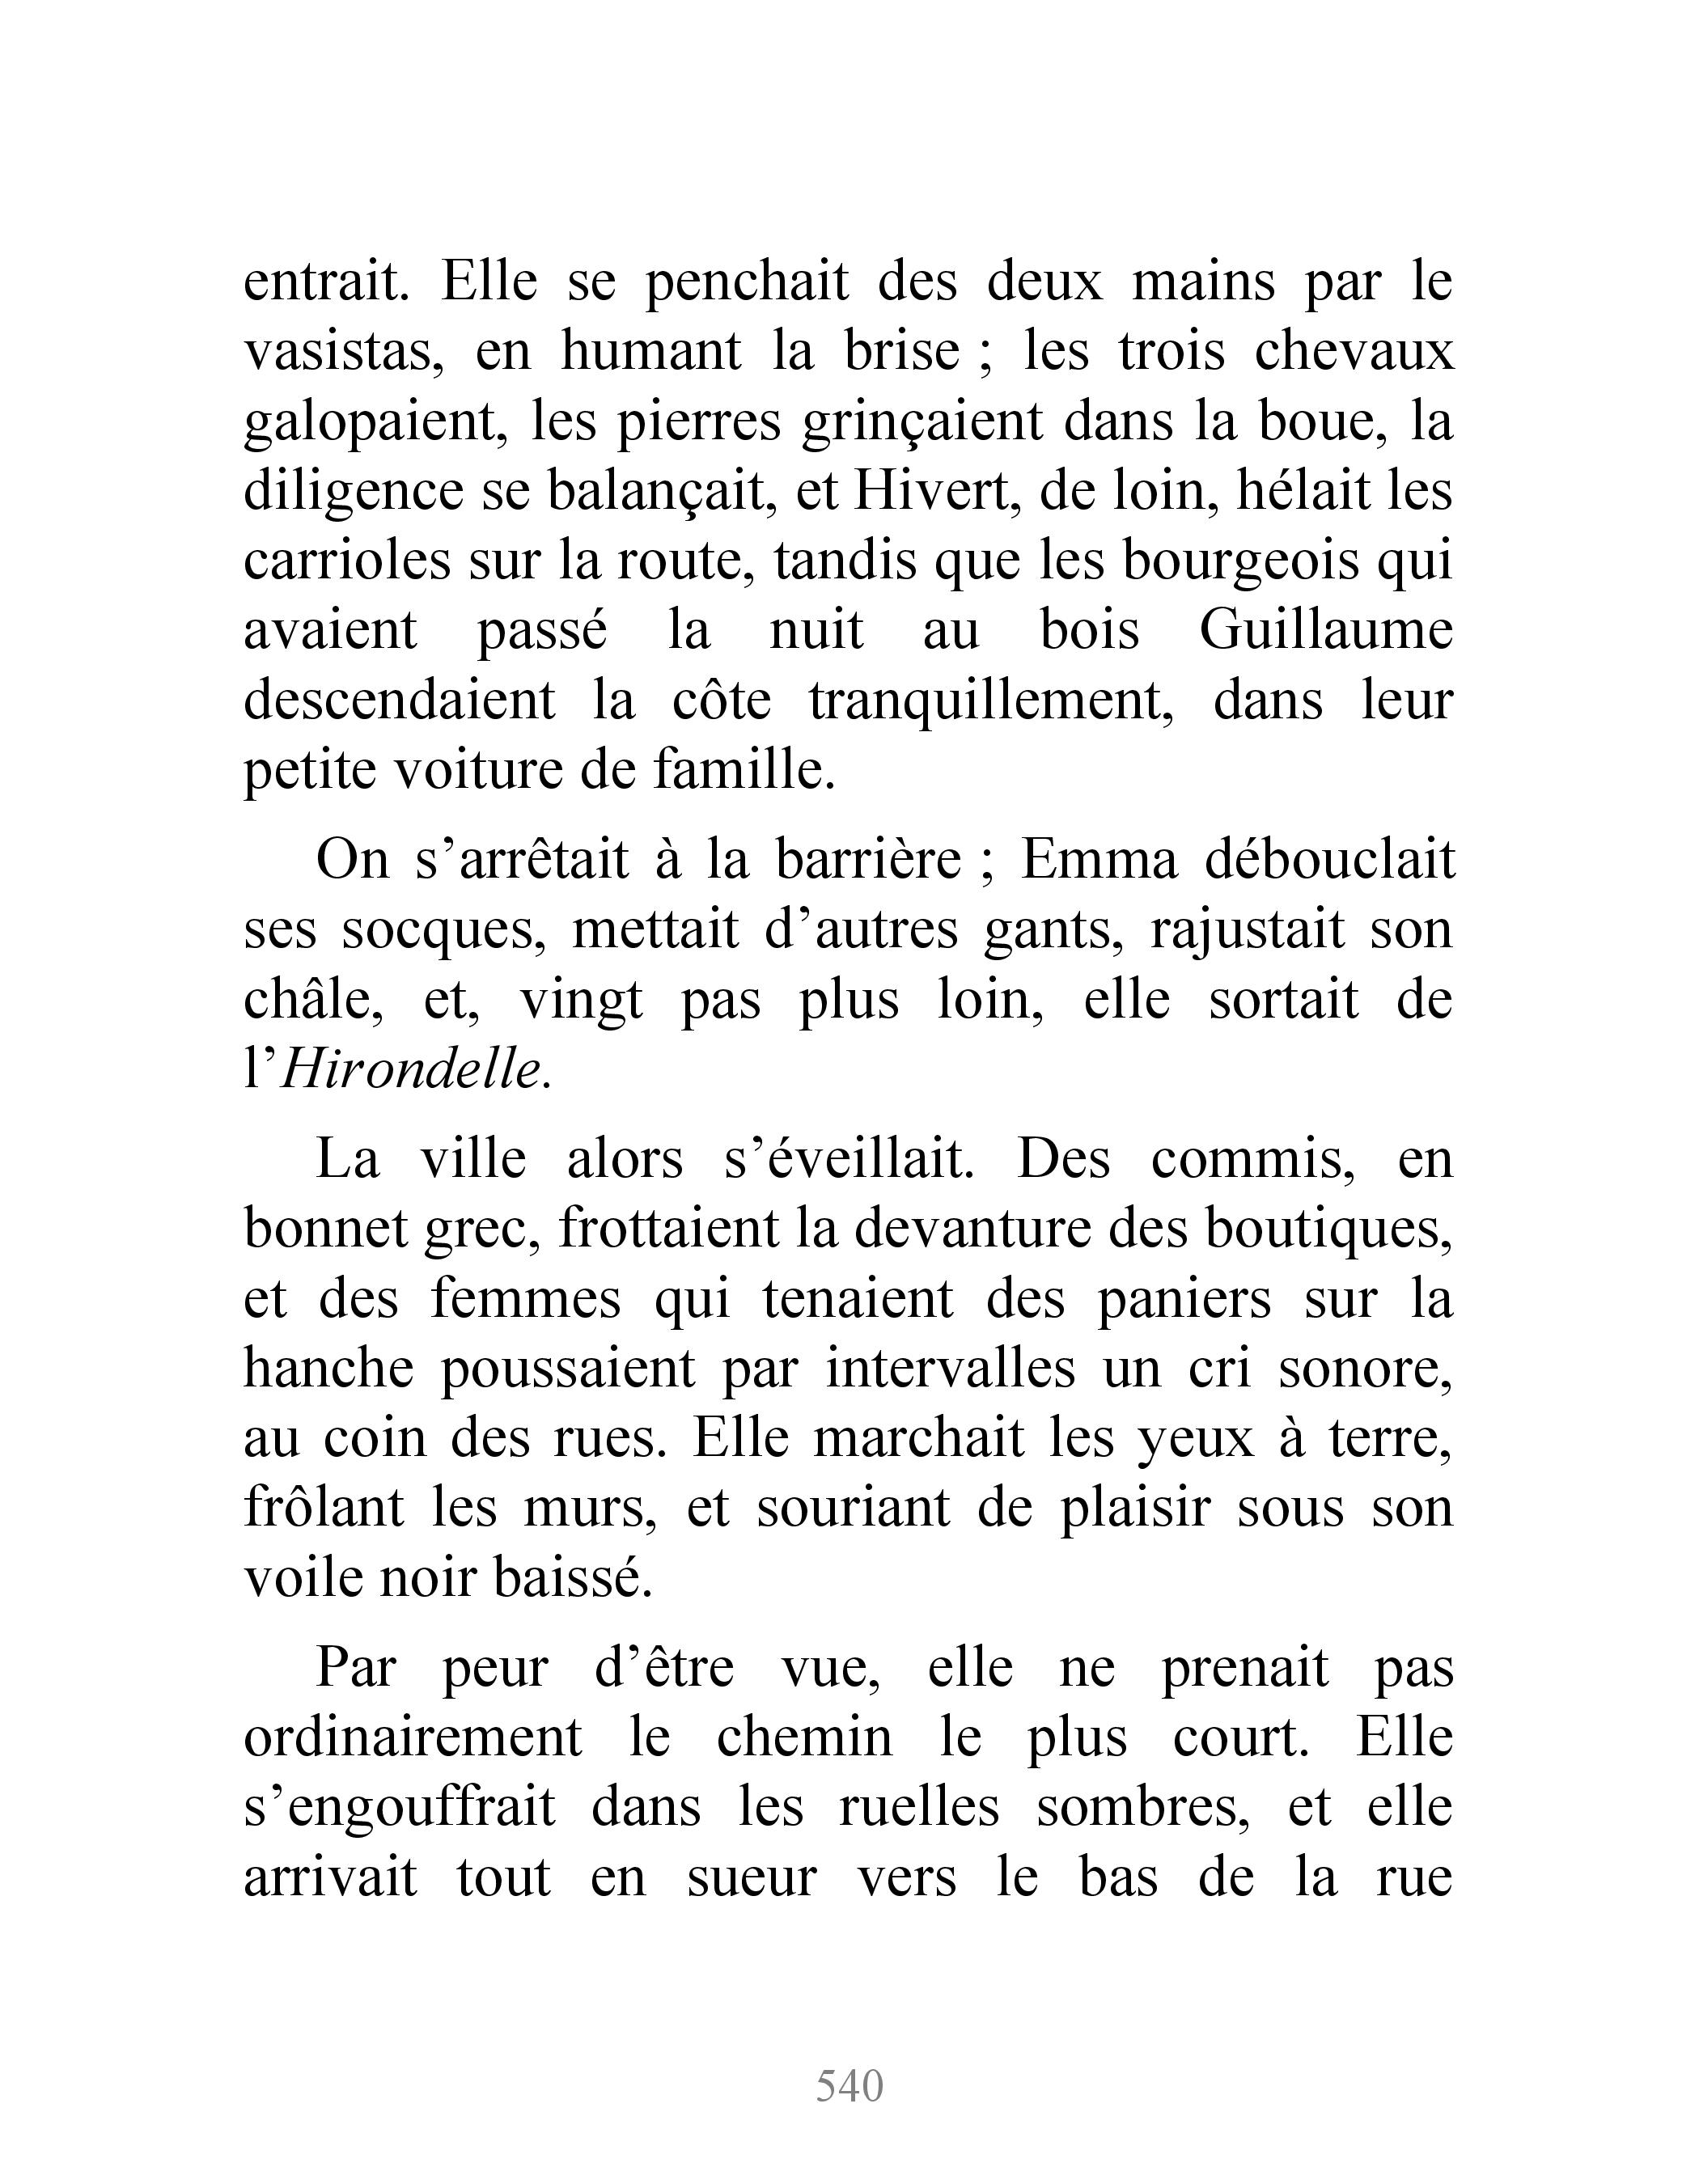 entrait. Elle se penchait des deux mains par le
vasistas, en humant la brise ; les trois chevaux
galopaient, les pierres grinçaient dans la boue, la
diligence se balançait, et Hivert, de loin, hélait les
carrioles sur la route, tandis que les bourgeois qui
avaient passé la nuit au bois Guillaume
descendaient la côte tranquillement, dans leur
petite voiture de famille.
On s’arrêtait à la barrière ; Emma débouclait
ses socques, mettait d’autres gants, rajustait son
châle, et, vingt pas plus loin, elle sortait de
l’Hirondelle.
La ville alors s’éveillait. Des commis, en
bonnet grec, frottaient la devanture des boutiques,
et des femmes qui tenaient des paniers sur la
hanche poussaient par intervalles un cri sonore,
au coin des rues. Elle marchait les yeux à terre,
frôlant les murs, et souriant de plaisir sous son
voile noir baissé.
Par peur d’être vue, elle ne prenait pas
ordinairement le chemin le plus court. Elle
s’engouffrait dans les ruelles sombres, et elle
arrivait tout en sueur vers le bas de la rue
540